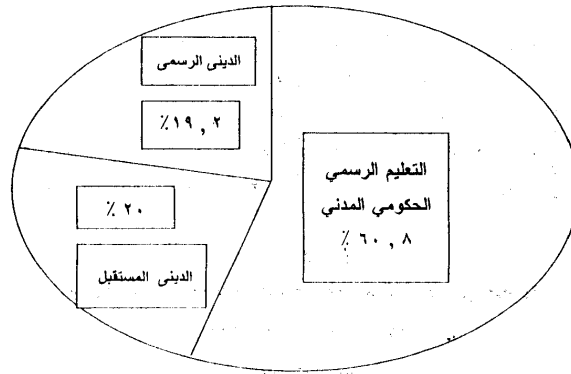 الدينى الرسمى
٪ ١٩ , ٢
التعليم الرسمي
الحكومي المدني
٪ ٦٠ , ٨
٪ ٢٠
الدينى المستقبل